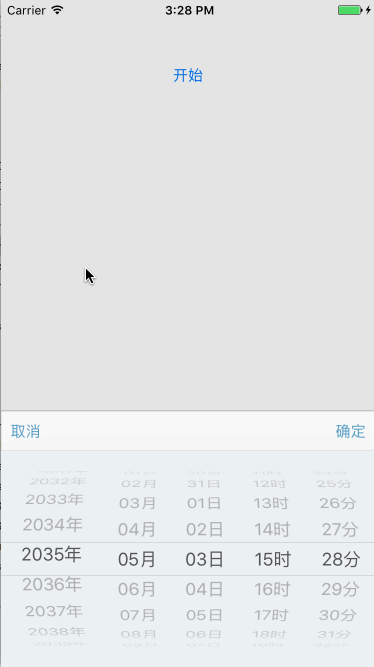 Carrier 3:28 PM
开始
取消 确定
2032年 02月 31日 12时 25分
2033年 03月 01日 13时 26分
2034年 04月 02日 14时 27分
2035年 05月 03日 15时 28分
2036年 06月 04日 16时 29分
2037年 07月 05日 17时 30分
2038年 08月 06日 18时 31分